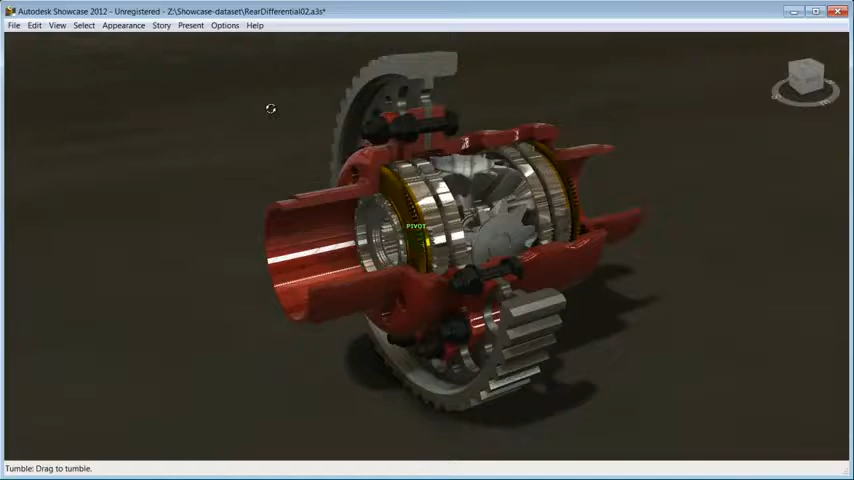 Autodesk Showcase 2012 - Unregistered - Z:\Showcase-dataset\RearDifferential02.a3s*
File Edit View Select Appearance Story Present Options Help
PIVOT
Tumble: Drag to tumble.